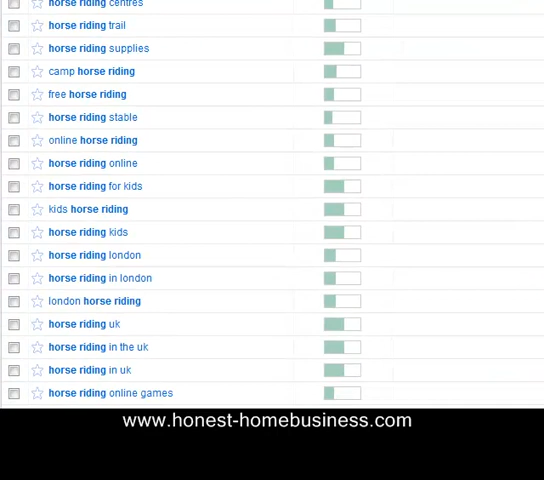 horse riding centres
horse riding trail
horse riding supplies
camp horse riding
free horse riding
horse riding stable
online horse riding
horse riding online
horse riding for kids
kids horse riding
horse riding kids
horse riding london
horse riding in london
london horse riding
horse riding uk
horse riding in the uk
horse riding in uk
horse riding online games
www.honest-homebusiness.com